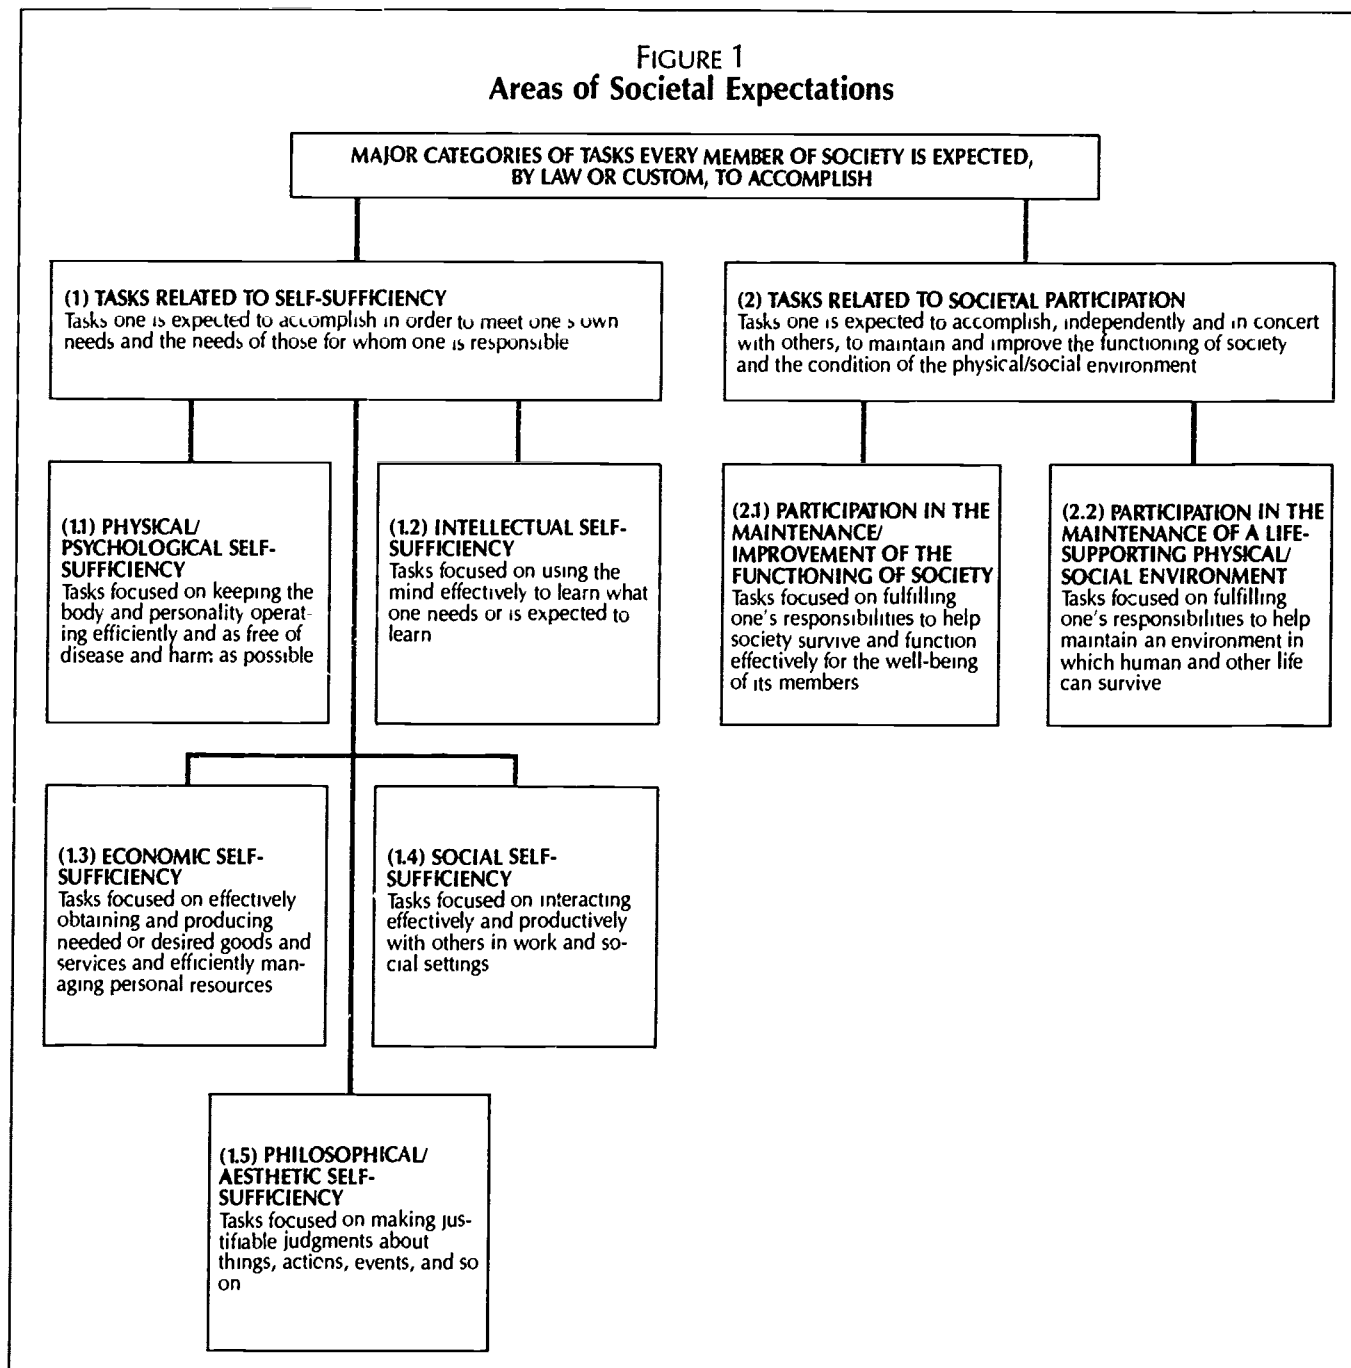 FIGURE 1
Areas of Societal Expectations
MAJOR CATEGORIES OF TASKS EVERY MEMBER OF SOCIETY IS EXPECTED,
BY LAW OR CUSTOM, TO ACCOMPLISH
(1) TASKS RELATED TO SELF-SUFFICIENCY
Tasks one is expected to accomplish in order to meet one s own
needs and the needs of those for whom one is responsible
(2) TASKS RELATED TO SOCIETAL PARTICIPATION
Tasks one is expected to accomplish, independently and in concert
with others, to maintain and improve the functioning of society
and the condition of the physical/social environment
(1.1) PHYSICAL/
PSYCHOLOGICAL SELF-
SUFFICIENCY
Tasks focused on keeping the
body and personality operat-
ing efficiently and as free of
disease and harm as possible
(1.2) INTELLECTUAL SELF-
SUFFICIENCY
Tasks focused on using the
mind effectively to learn what
one needs or is expected to
learn
(2.1) PARTICIPATION IN THE
MAINTENANCE/
IMPROVEMENT OF THE
FUNCTIONING OF SOCIETY
Tasks focused on fulfilling
one's responsibilities to help
society survive and function
effectively for the well-being
of its members
(2.2) PARTICIPATION IN THE
MAINTENANCE OF A LIFE-
SUPPORTING PHYSICAL/
SOCIAL ENVIRONMENT
Tasks focused on fulfilling
one's responsibilities to help
maintain an environment in
which human and other life
can survive
(1.3) ECONOMIC SELF-
SUFFICIENCY
Tasks focused on effectively
obtaining and producing
needed or desired goods and
services and efficiently man-
aging personal resources
(1.4) SOCIAL SELF-
SUFFICIENCY
Tasks focused on interacting
effectively and productively
with others in work and so-
cial settings
(1.5) PHILOSOPHICAL/
AESTHETIC SELF-
SUFFICIENCY
Tasks focused on making jus-
tifiable judgments about
things, actions, events, and so
on